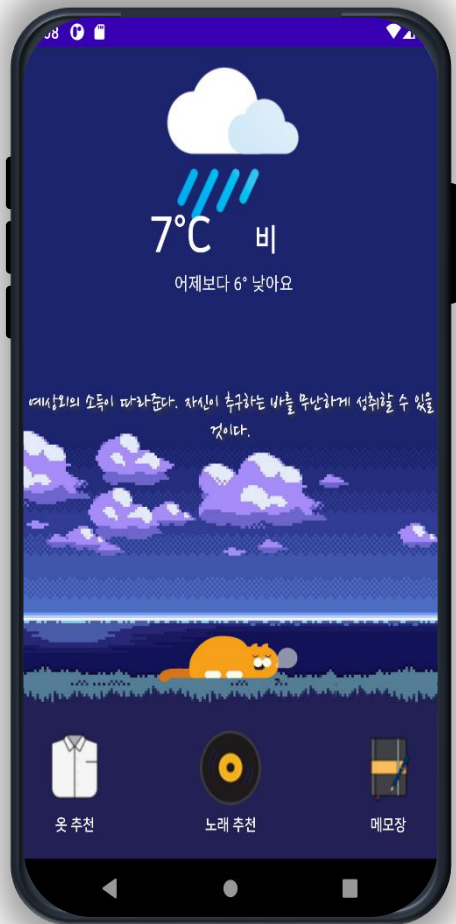 7°C 비
어제보다 6° 낮아요
예상외의 소득이 따라준다. 자신이 추구하는 바를 무난하게 성취할 수 있을
것이다.
옷 추천 노래 추천 메모장